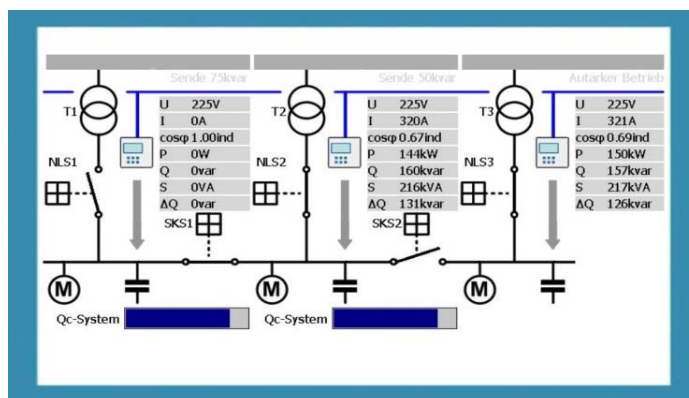 Sende 75kvar
Sende 50kvar
Autarker Betrieb
T1
U 225V
I 0A
cosφ 1.00ind
P 0W
Q 0var
S 0VA
ΔQ 0var
T2
U 225V
I 320A
cosφ 0.67ind
P 144kW
Q 160kvar
S 216kVA
ΔQ 131kvar
T3
U 225V
I 321A
cosφ 0.69ind
P 150kW
Q 157kvar
S 217kVA
ΔQ 126kvar
NLS1
NLS2
NLS3
SKS1
SKS2
M
M
M
Qc-System
Qc-System